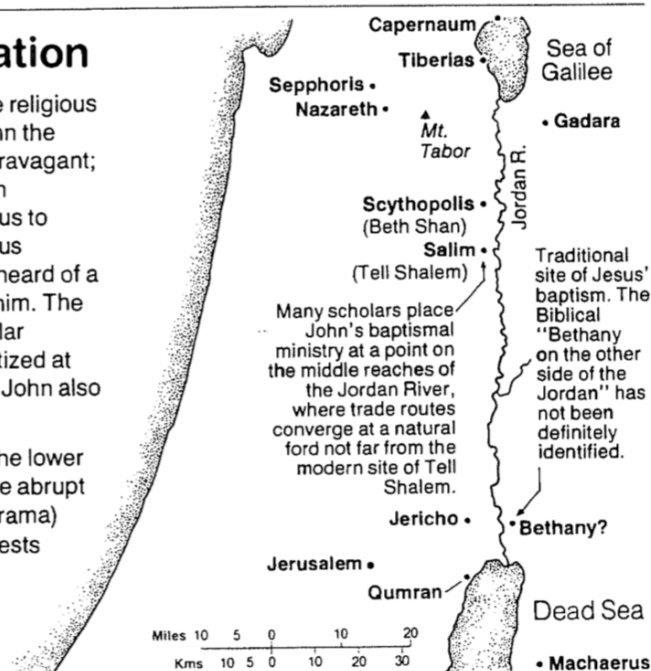 ation
e religious
an the
ravagant;
n
us to
us
heard of a
him. The
lar
tized at
John also
he lower
e abrupt
rama)
ests
Capernaum
Tiberias
Sea of
Galilee
Sepphoris
Nazareth
Mt.
Tabor
Gadara
Jordan R.
Scythopolis
(Beth Shan)
Salim
(Tell Shalem)
Many scholars place
John's baptismal
ministry at a point on
the middle reaches of
the Jordan River,
where trade routes
converge at a natural
ford not far from the
modern site of Tell
Shalem.
Traditional
site of Jesus'
baptism. The
Biblical
"Bethany
on the other
side of the
Jordan" has
not been
definitely
identified.
Jericho
Bethany?
Jerusalem
Qumran
Dead Sea
Machaerus
Miles 10 5 0 10 20
Kms 10 5 0 10 20 30